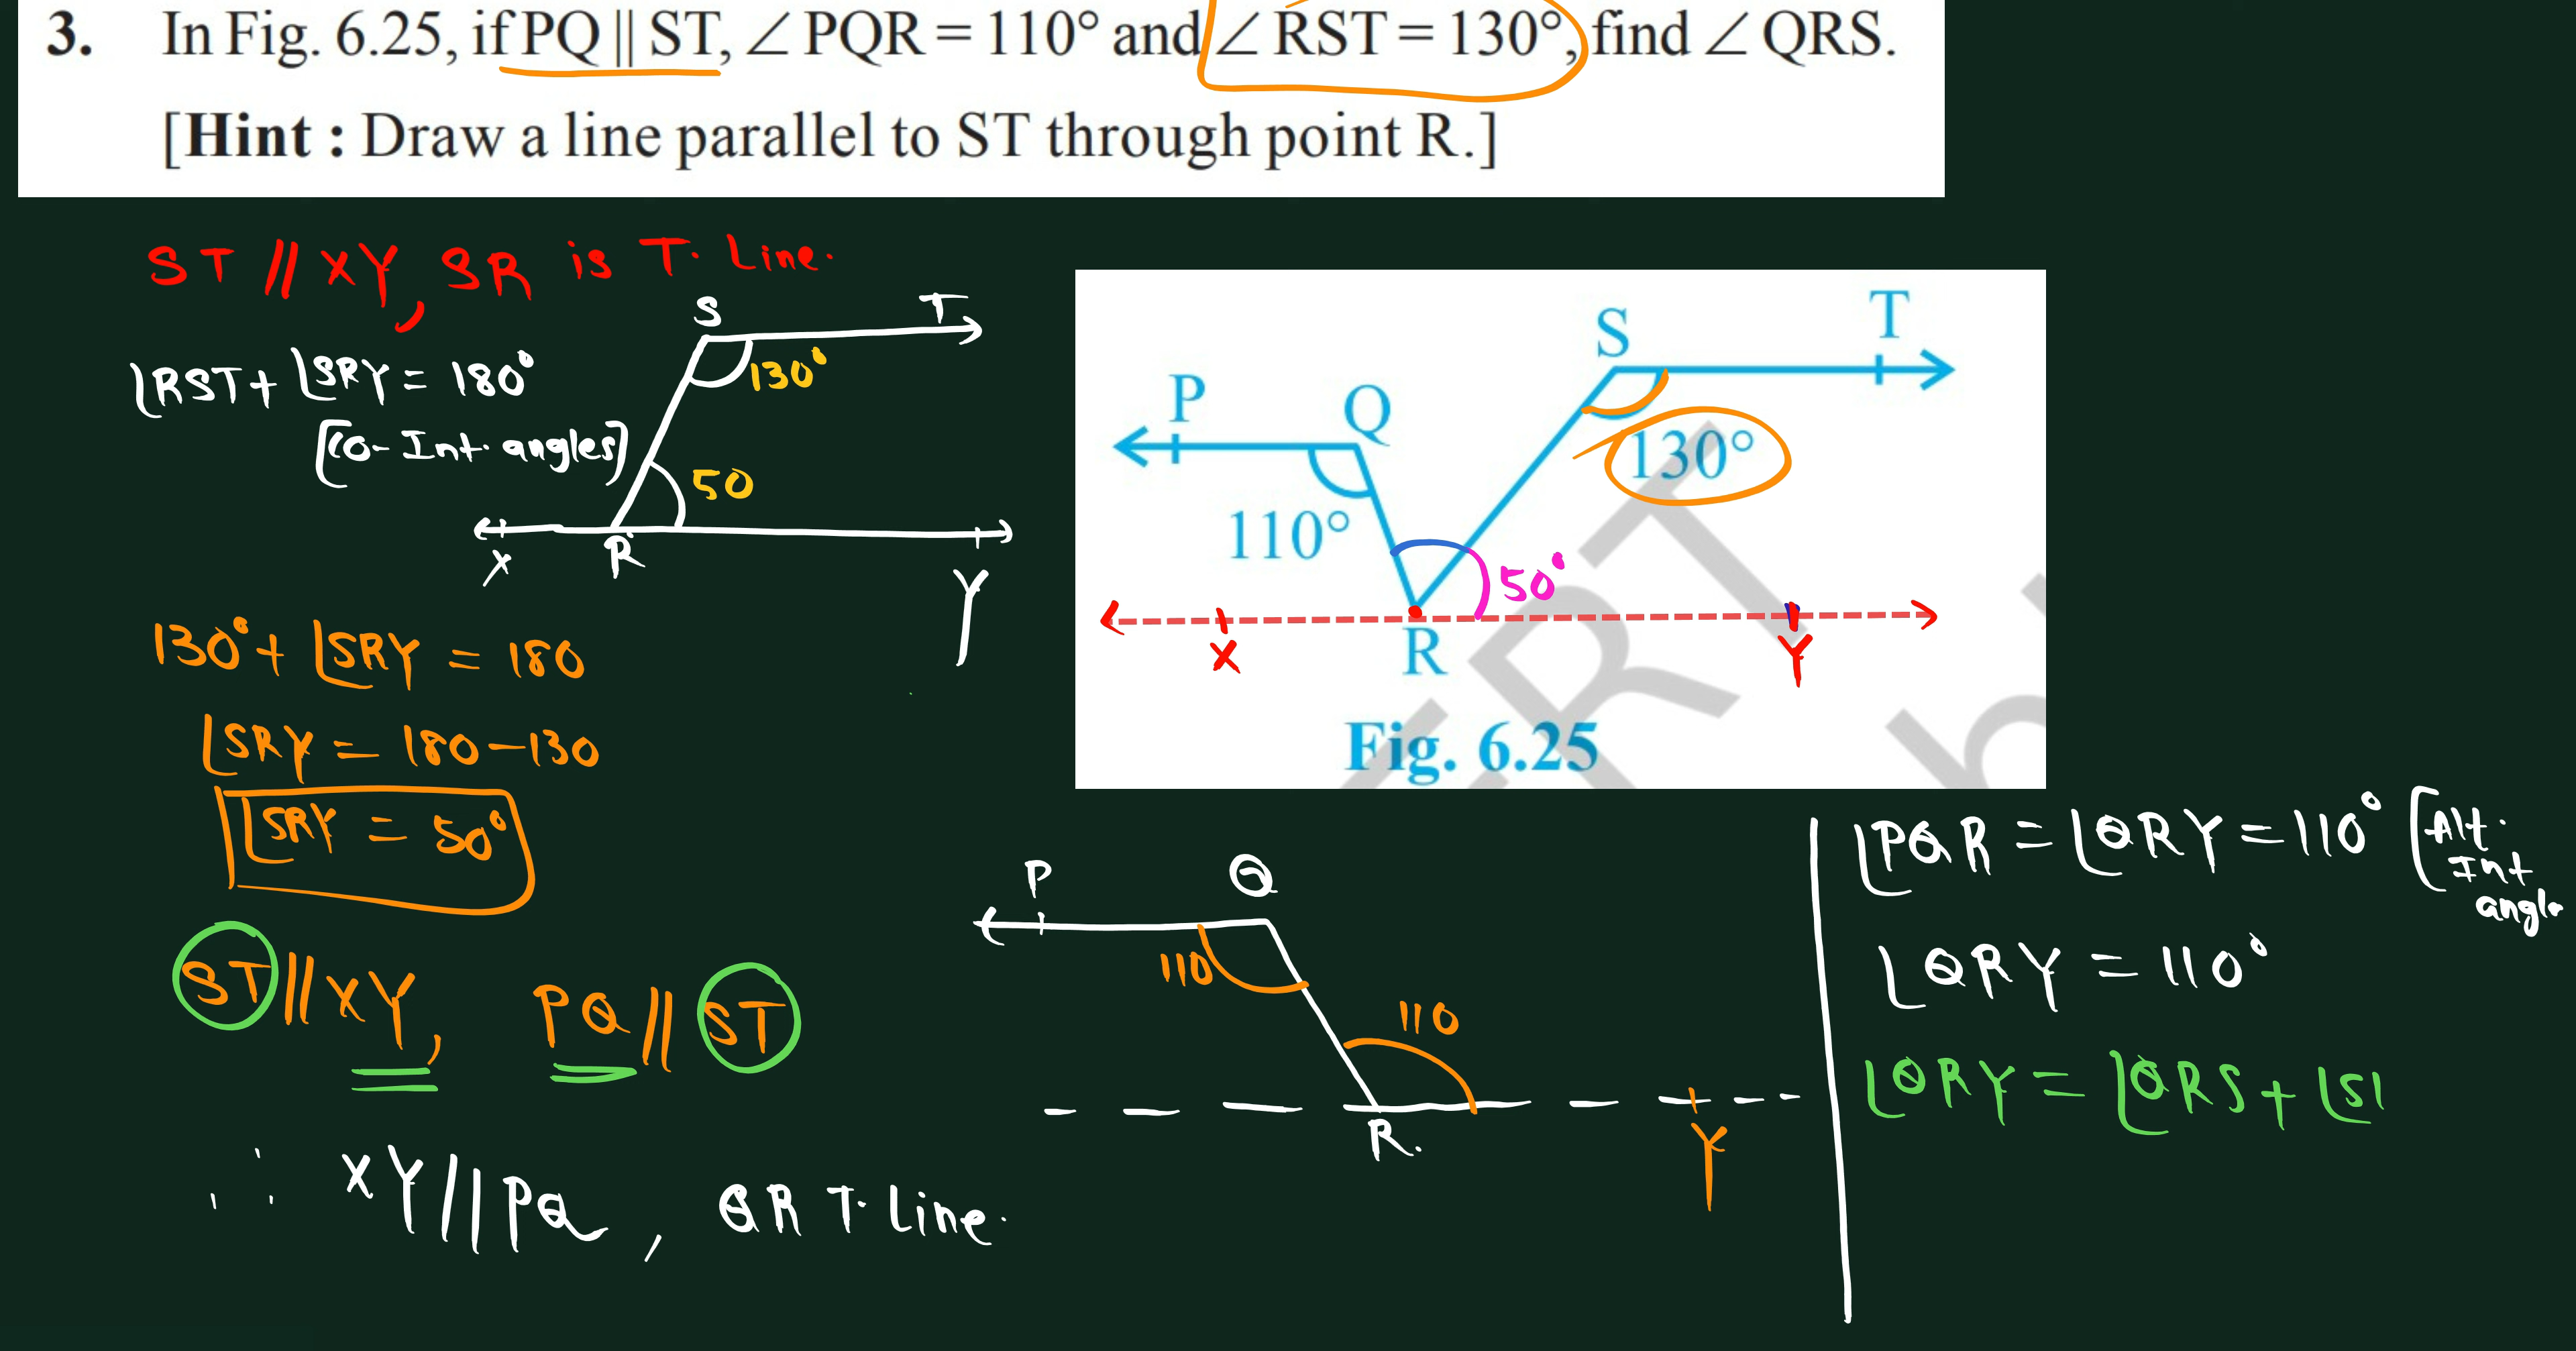 3. In Fig. 6.25, if PQ || ST, ∠ PQR = 110° and ∠ RST = 130°, find ∠ QRS.
[Hint : Draw a line parallel to ST through point R.]
ST // XY, SR is T. Line.
∠RST + ∠SRY = 180°
[Co-Int. angles]
S T
130°
50
X R Y
130° + ∠SRY = 180
∠SRY = 180 - 130
∠SRY = 50°
ST // XY, PQ // ST
∴ XY // PQ, QR T. Line.
S T
P Q
130°
110°
50°
X R Y
Fig. 6.25
P Q
110
110
R. Y
∠PQR = ∠QRY = 110° [Alt.
Int
angle
∠QRY = 110°
∠QRY = ∠QRS + ∠S